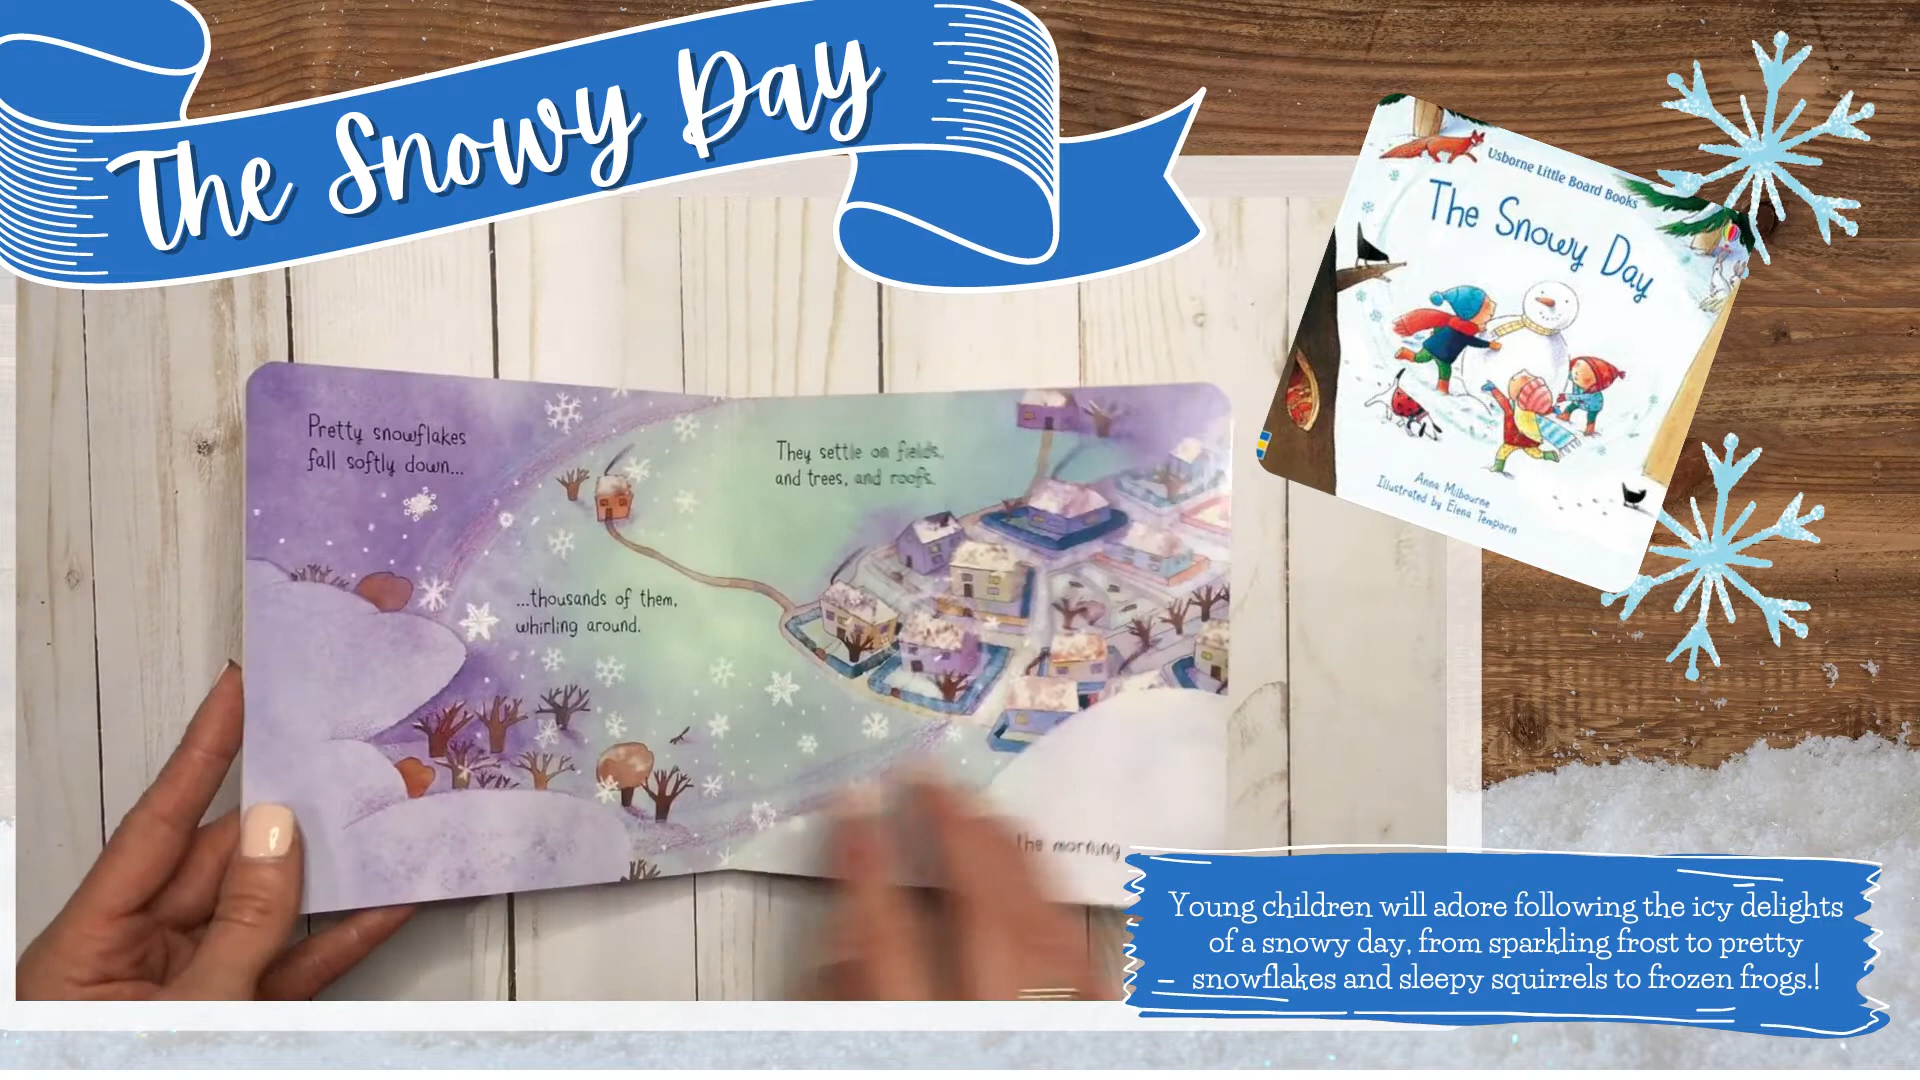 The Snowy Day
Usborne Little Board Books
The Snowy Day
Anna Milbourne
Illustrated by Elena Temporin
Pretty snowflakes
fall softly down...
...thousands of them,
whirling around.
They settle on fields,
and trees, and roofs.
the morning
Young children will adore following the icy delights
of a snowy day, from sparkling frost to pretty
snowflakes and sleepy squirrels to frozen frogs.!